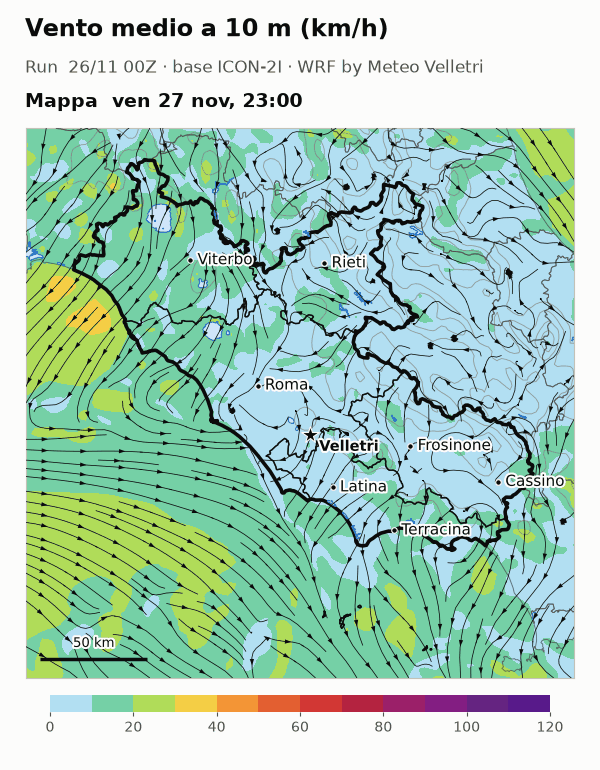 Vento medio a 10 m (km/h)
Run 26/11 00Z · base ICON-2I · WRF by Meteo Velletri
Mappa ven 27 nov, 23:00
Viterbo
Rieti
Roma
Velletri
Frosinone
Cassino
Latina
Terracina
50 km
0 20 40 60 80 100 120